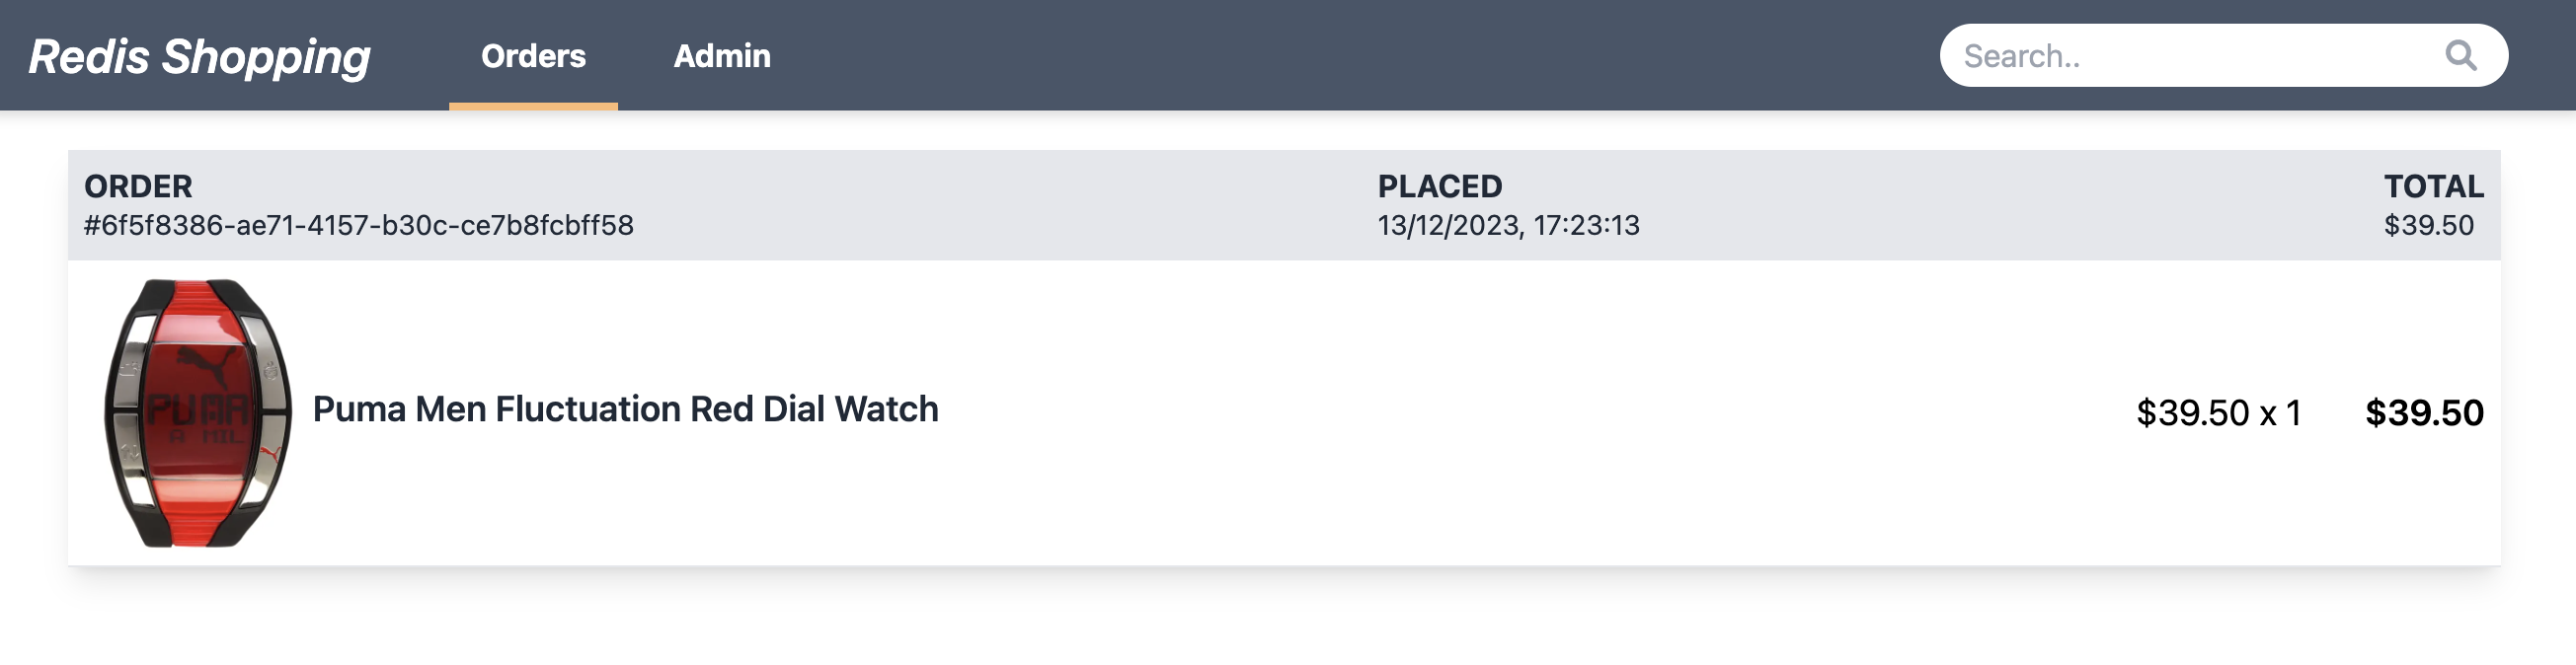 Redis Shopping
Orders
Admin
Search..
ORDER
PLACED
TOTAL
#6f5f8386-ae71-4157-b30c-ce7b8fcbff58
13/12/2023, 17:23:13
$39.50
PUMA
A MIL
Puma Men Fluctuation Red Dial Watch
$39.50 x 1
$39.50